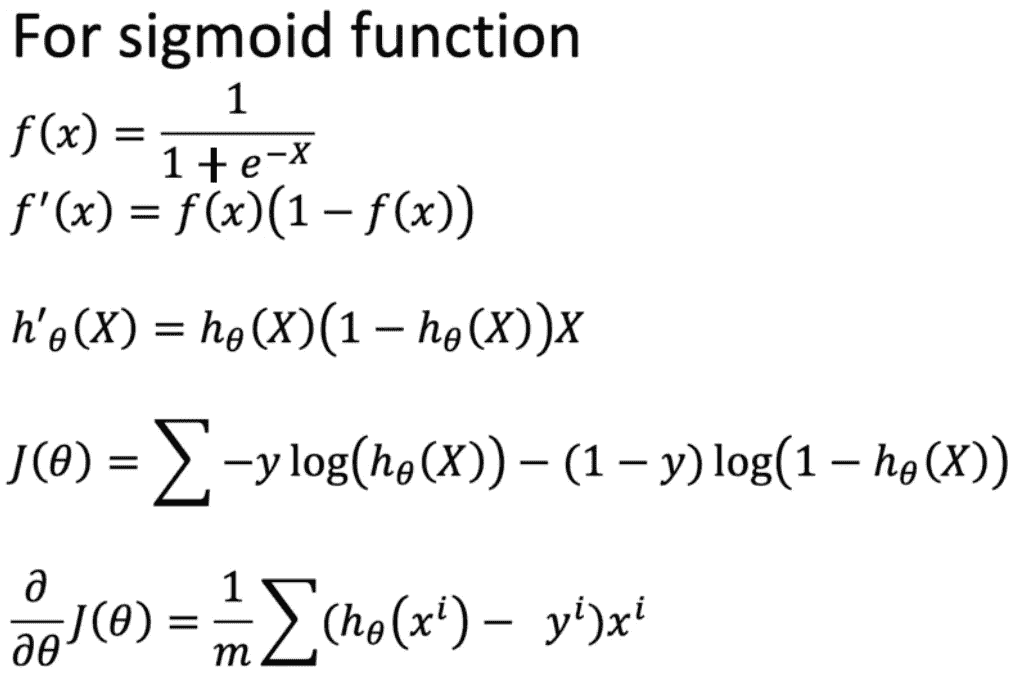 For sigmoid function
f(x) = 1 / (1 + e^{-X})
f'(x) = f(x)(1 − f(x))
h'_θ(X) = h_θ(X)(1 − h_θ(X))X
J(θ) = ∑ −y log(h_θ(X)) − (1 − y) log(1 − h_θ(X))
∂/∂θ J(θ) = 1/m ∑(h_θ(x^i) − y^i)x^i